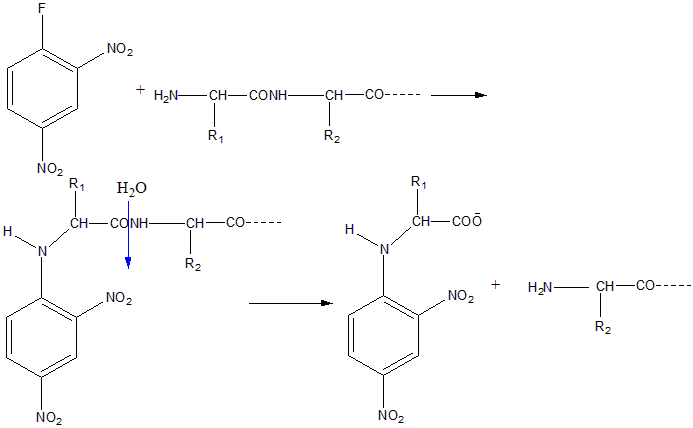 F
NO₂
+ H₂N CH CONH CH CO
R₁ R₂
NO₂
R₁ H₂O
CH CONH CH CO
H N R₂
NO₂
NO₂
R₁
CH COŌ
H N
NO₂
NO₂
+ H₂N CH CO
R₂